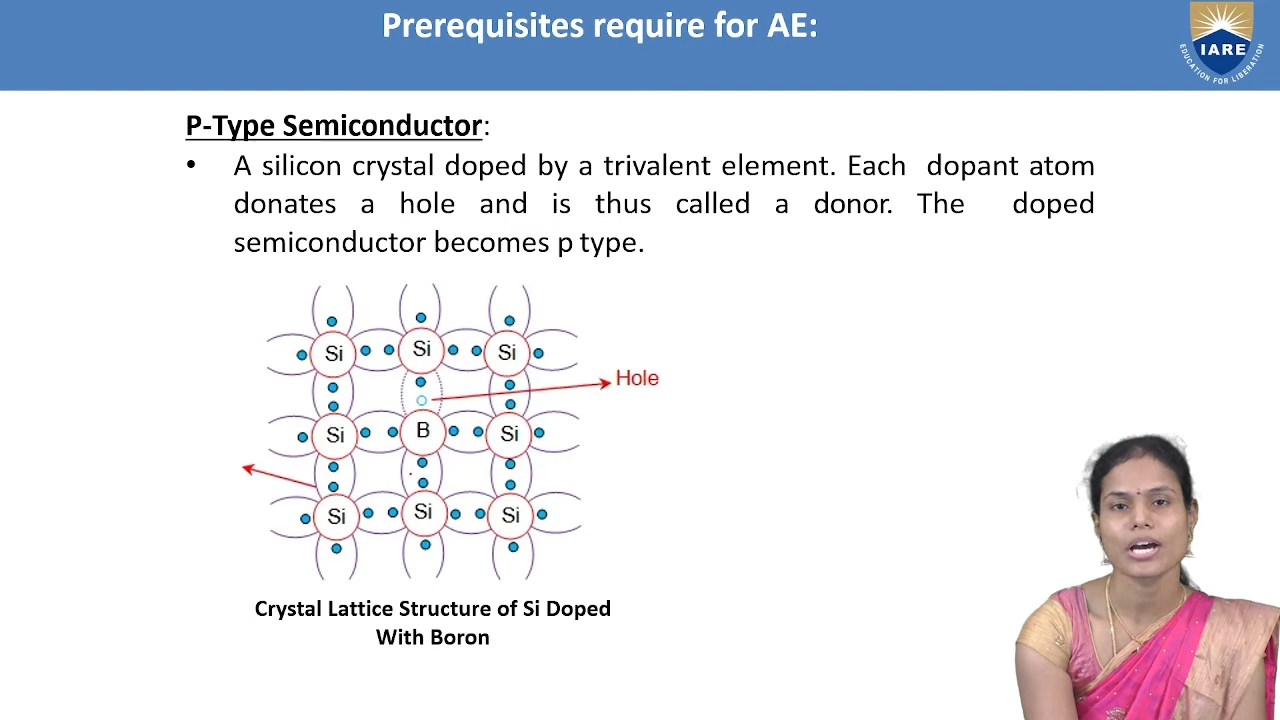 Prerequisites require for AE:
IARE
EDUCATION FOR LIBERATION
P-Type Semiconductor:
• A silicon crystal doped by a trivalent element. Each dopant atom
donates a hole and is thus called a donor. The doped
semiconductor becomes p type.
Si Si Si
Hole
Si B Si
Si Si Si
Crystal Lattice Structure of Si Doped
With Boron